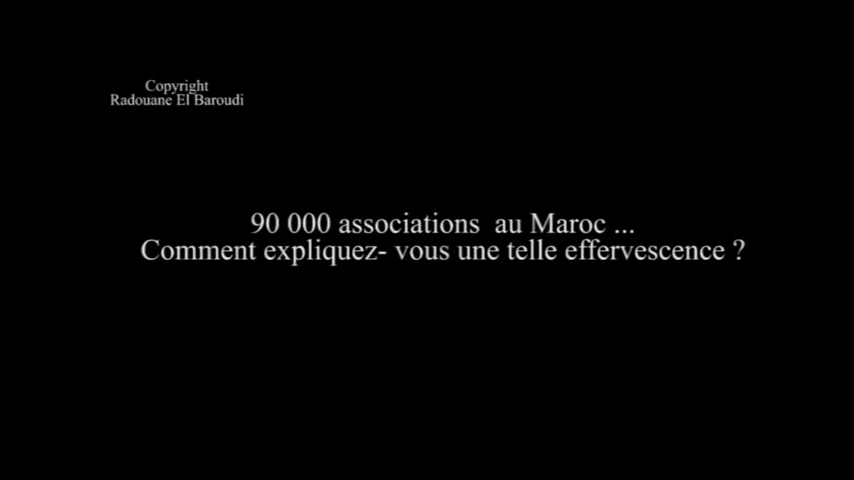 Copyright
Radouane El Baroudi
90 000 associations au Maroc ...
Comment expliquez- vous une telle effervescence ?